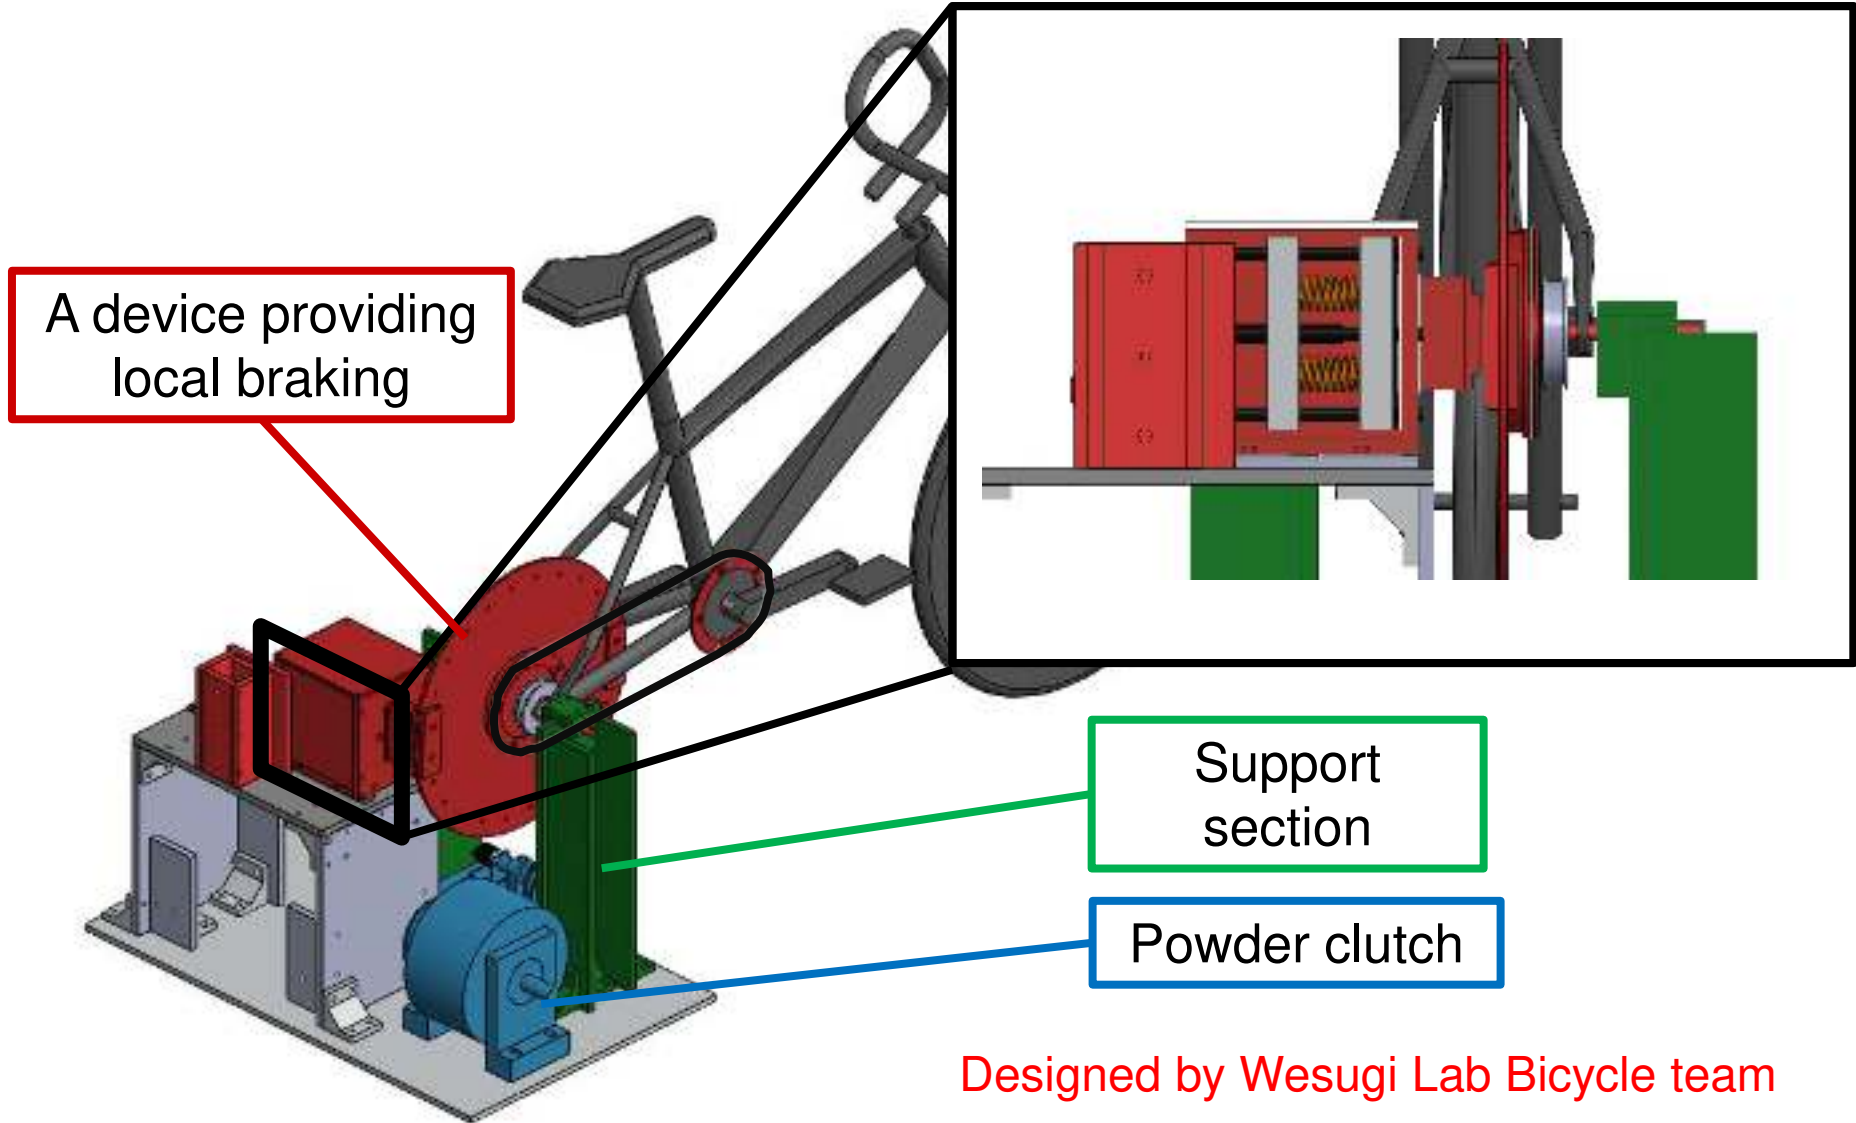 A device providing
local braking
Support
section
Powder clutch
Designed by Wesugi Lab Bicycle team